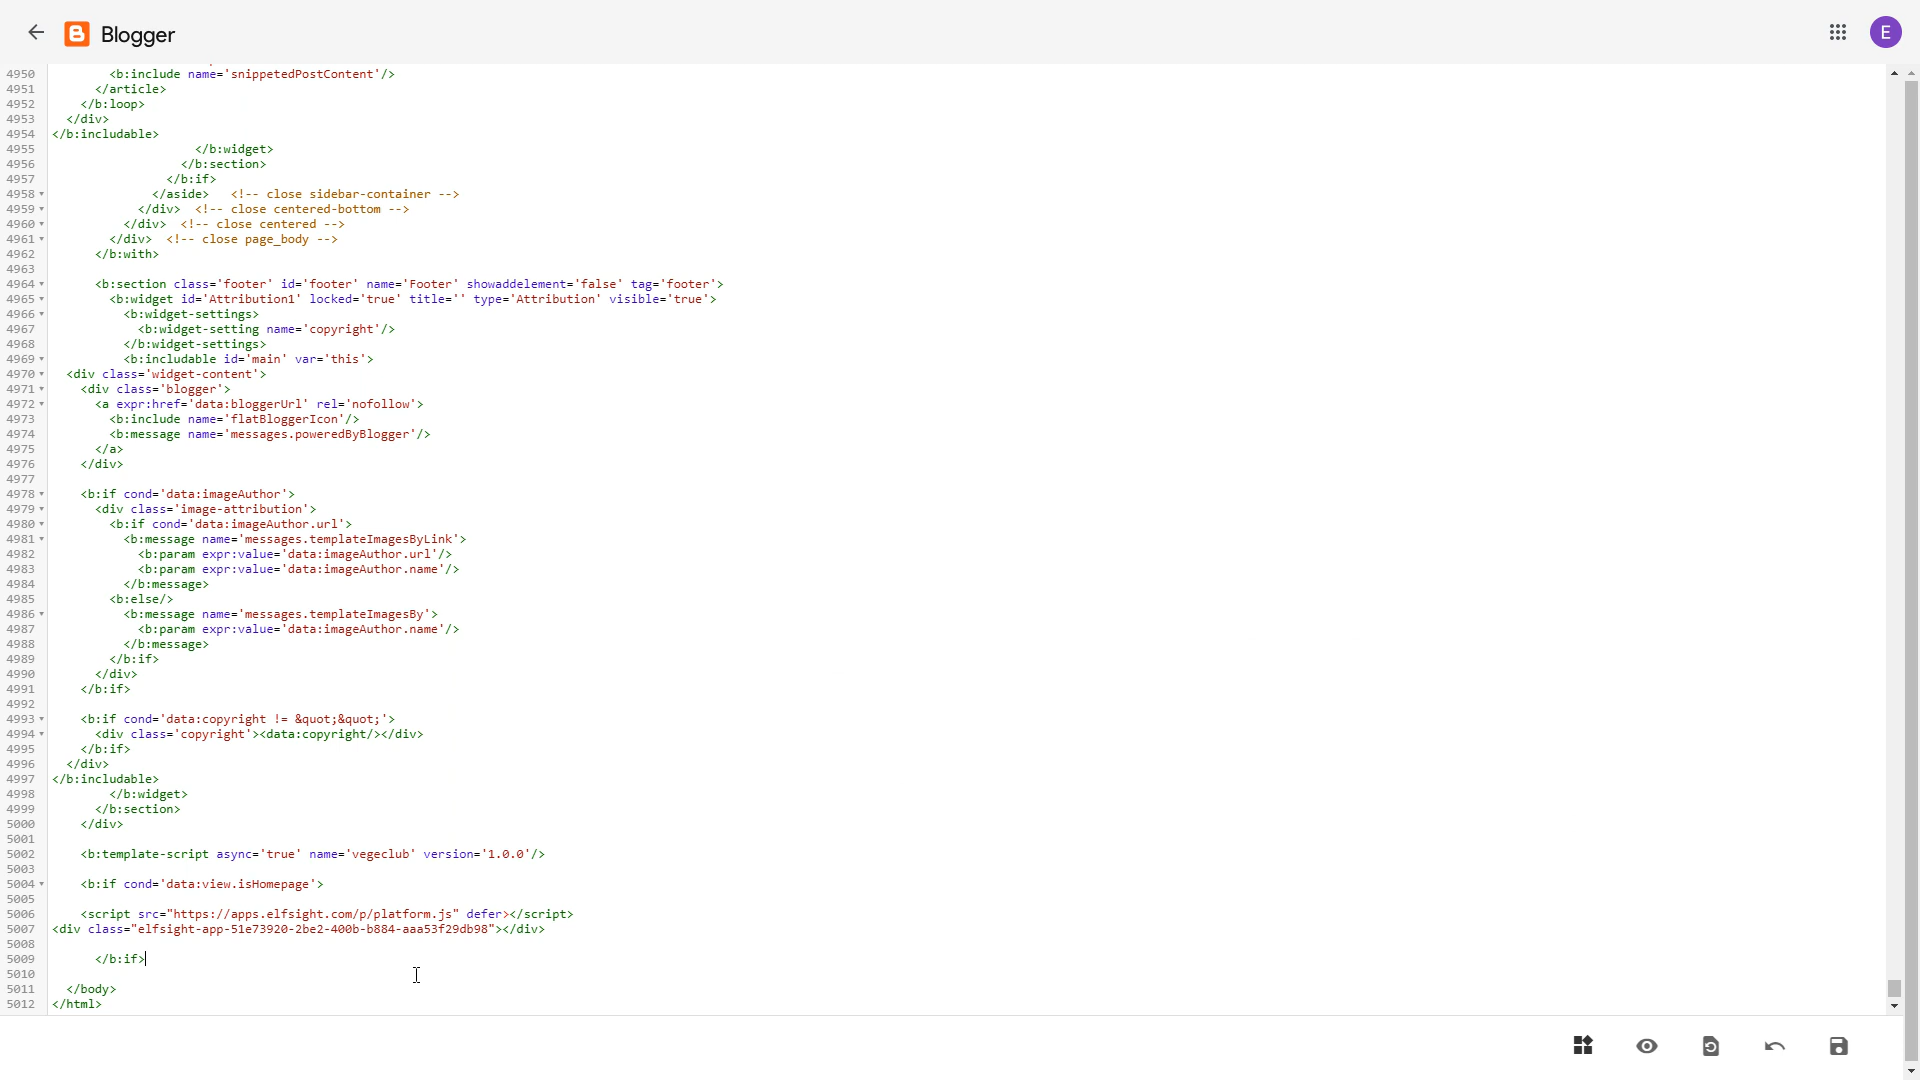 Blogger
E
4950 <b:include name='snippetedPostContent'/>
4951 </article>
4952 </b:loop>
4953 </div>
4954 </b:includable>
4955 </b:widget>
4956 </b:section>
4957 </b:if>
4958 </aside> <!-- close sidebar-container -->
4959 </div> <!-- close centered-bottom -->
4960 </div> <!-- close centered -->
4961 </div> <!-- close page_body -->
4962 </b:with>
4963
4964 <b:section class='footer' id='footer' name='Footer' showaddelement='false' tag='footer'>
4965 <b:widget id='Attribution1' locked='true' title='' type='Attribution' visible='true'>
4966 <b:widget-settings>
4967 <b:widget-setting name='copyright'/>
4968 </b:widget-settings>
4969 <b:includable id='main' var='this'>
4970 <div class='widget-content'>
4971 <div class='blogger'>
4972 <a expr:href='data:bloggerUrl' rel='nofollow'>
4973 <b:include name='flatBloggerIcon'/>
4974 <b:message name='messages.poweredByBlogger'/>
4975 </a>
4976 </div>
4977
4978 <b:if cond='data:imageAuthor'>
4979 <div class='image-attribution'>
4980 <b:if cond='data:imageAuthor.url'>
4981 <b:message name='messages.templateImagesByLink'>
4982 <b:param expr:value='data:imageAuthor.url'/>
4983 <b:param expr:value='data:imageAuthor.name'/>
4984 </b:message>
4985 <b:else/>
4986 <b:message name='messages.templateImagesBy'>
4987 <b:param expr:value='data:imageAuthor.name'/>
4988 </b:message>
4989 </b:if>
4990 </div>
4991 </b:if>
4992
4993 <b:if cond='data:copyright != &quot;&quot;'>
4994 <div class='copyright'><data:copyright/></div>
4995 </b:if>
4996 </div>
4997 </b:includable>
4998 </b:widget>
4999 </b:section>
5000 </div>
5001
5002 <b:template-script async='true' name='vegeclub' version='1.0.0'/>
5003
5004 <b:if cond='data:view.isHomepage'>
5005
5006 <script src="https://apps.elfsight.com/p/platform.js" defer></script>
5007 <div class="elfsight-app-51e73920-2be2-400b-b884-aaa53f29db98"></div>
5008
5009 </b:if>
5010
5011 </body>
5012 </html>